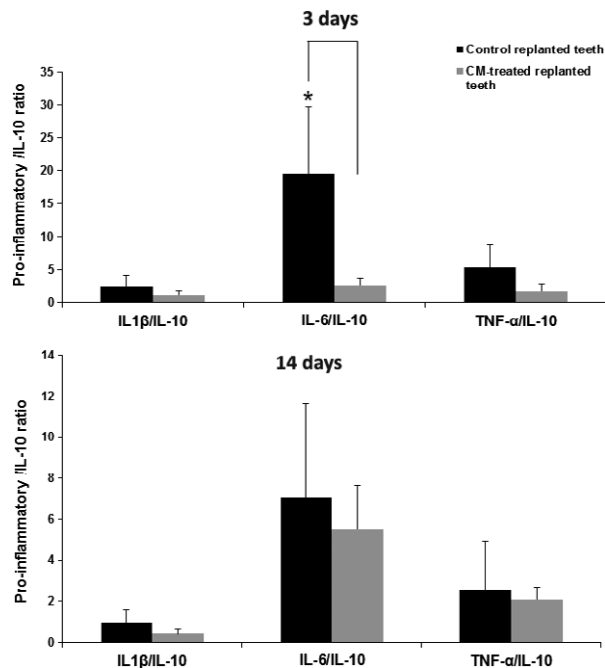 3 days
Control replanted teeth
CM-treated replanted
teeth
*
Pro-inflammatory /IL-10 ratio
35
30
25
20
15
10
5
0
IL1β/IL-10
IL-6/IL-10
TNF-α/IL-10
14 days
Pro-inflammatory /IL-10 ratio
14
12
10
8
6
4
2
0
IL1β/IL-10
IL-6/IL-10
TNF-α/IL-10